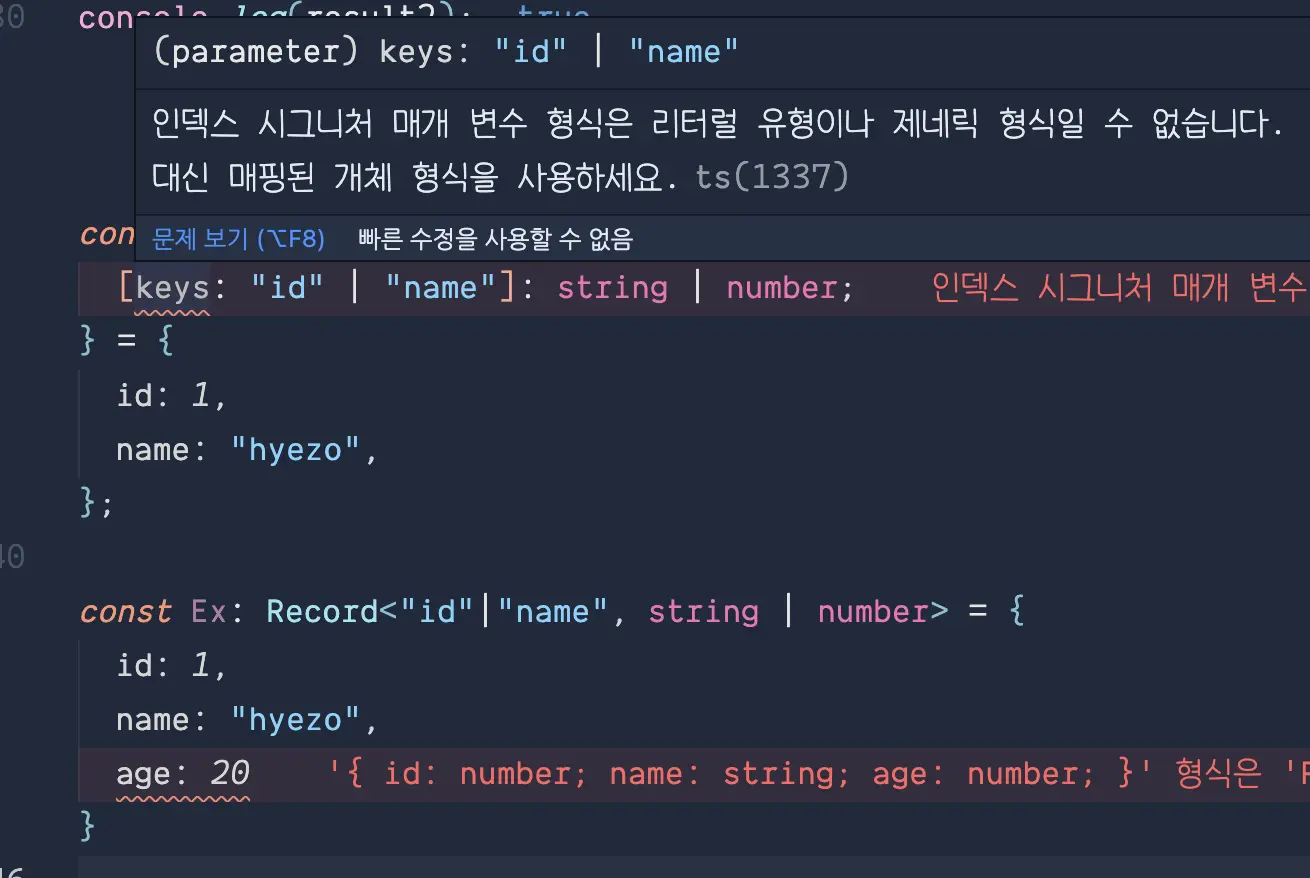 30 console.log(result2); true
(parameter) keys: "id" | "name"
인덱스 시그니처 매개 변수 형식은 리터럴 유형이나 제네릭 형식일 수 없습니다.
대신 매핑된 개체 형식을 사용하세요. ts(1337)
con 문제 보기 (⌥F8) 빠른 수정을 사용할 수 없음
[keys: "id" | "name"]: string | number; 인덱스 시그니처 매개 변수
} = {
id: 1,
name: "hyezo",
};
40
const Ex: Record<"id"|"name", string | number> = {
id: 1,
name: "hyezo",
age: 20 '{ id: number; name: string; age: number; }' 형식은 '
}